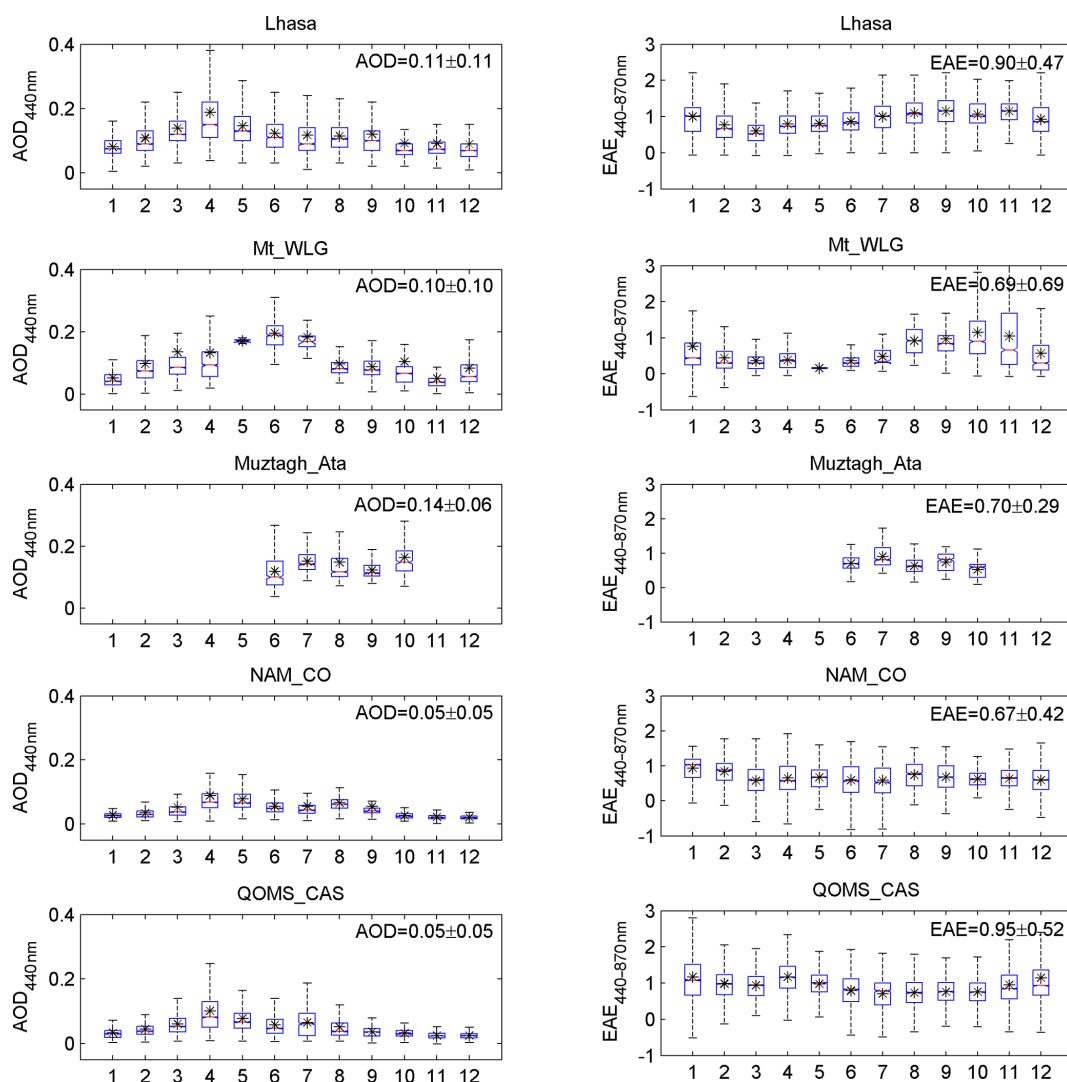 Lhasa
AOD=0.11±0.11
AOD440nm
0.4
0.2
0
1 2 3 4 5 6 7 8 9 10 11 12
Lhasa
EAE=0.90±0.47
EAE440−870nm
3
2
1
0
-1
1 2 3 4 5 6 7 8 9 10 11 12
Mt_WLG
AOD=0.10±0.10
AOD440nm
0.4
0.2
0
1 2 3 4 5 6 7 8 9 10 11 12
Mt_WLG
EAE=0.69±0.69
EAE440−870nm
3
2
1
0
-1
1 2 3 4 5 6 7 8 9 10 11 12
Muztagh_Ata
AOD=0.14±0.06
AOD440nm
0.4
0.2
0
1 2 3 4 5 6 7 8 9 10 11 12
Muztagh_Ata
EAE=0.70±0.29
EAE440−870nm
3
2
1
0
-1
1 2 3 4 5 6 7 8 9 10 11 12
NAM_CO
AOD=0.05±0.05
AOD440nm
0.4
0.2
0
1 2 3 4 5 6 7 8 9 10 11 12
NAM_CO
EAE=0.67±0.42
EAE440−870nm
3
2
1
0
-1
1 2 3 4 5 6 7 8 9 10 11 12
QOMS_CAS
AOD=0.05±0.05
AOD440nm
0.4
0.2
0
1 2 3 4 5 6 7 8 9 10 11 12
QOMS_CAS
EAE=0.95±0.52
EAE440−870nm
3
2
1
0
-1
1 2 3 4 5 6 7 8 9 10 11 12